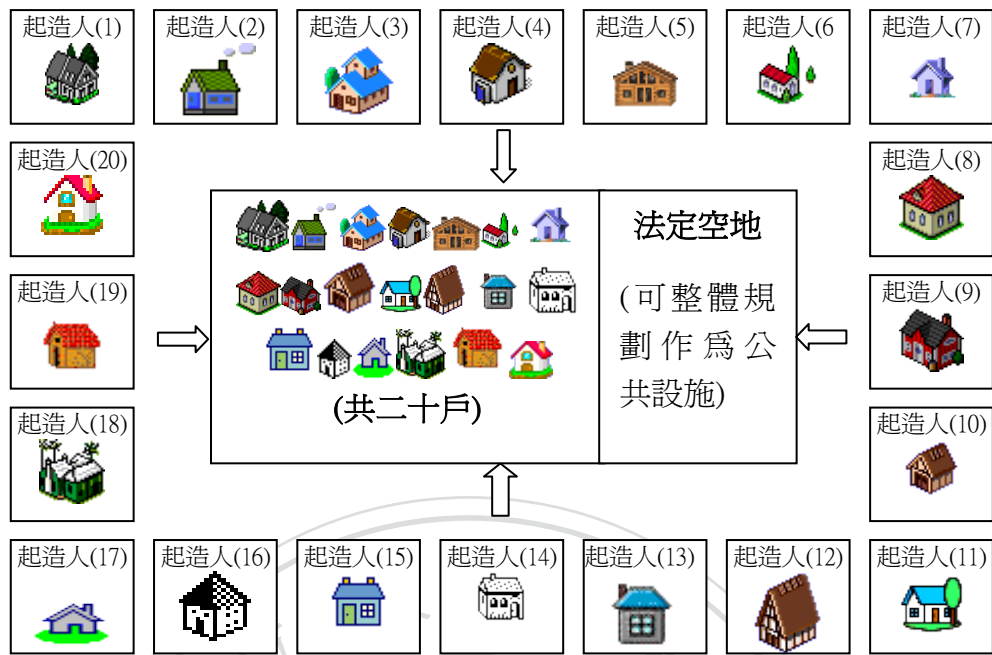 起造人(1)
起造人(2)
起造人(3)
起造人(4)
起造人(5)
起造人(6
起造人(7)
起造人(20)
起造人(8)
法定空地
(可整體規
劃作爲公
共設施)
(共二十戶)
起造人(19)
起造人(9)
起造人(18)
起造人(10)
起造人(17)
起造人(16)
起造人(15)
起造人(14)
起造人(13)
起造人(12)
起造人(11)